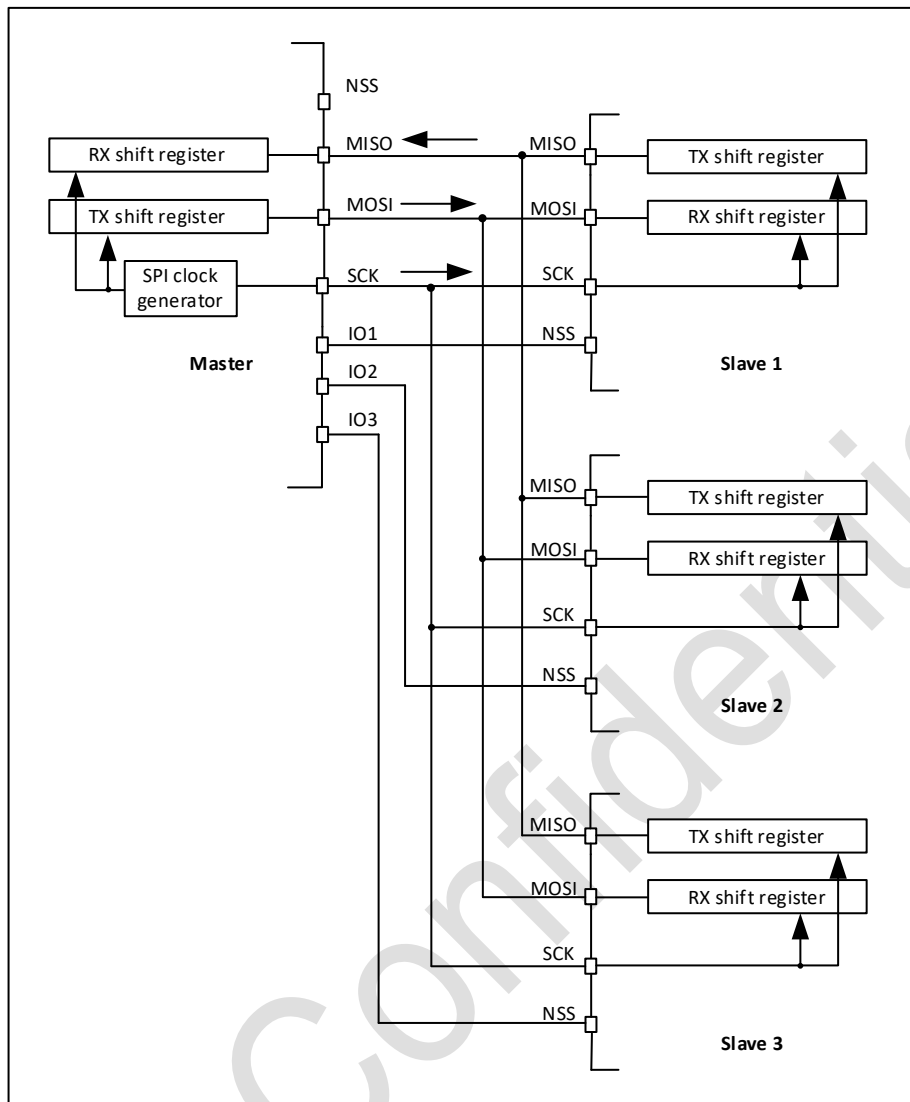 NSS
MISO
MISO
RX shift register
TX shift register
MOSI
MOSI
TX shift register
RX shift register
SCK
SCK
SPI clock
generator
IO1
NSS
Master
Slave 1
IO2
IO3
MISO
TX shift register
MOSI
RX shift register
SCK
NSS
Slave 2
MISO
TX shift register
MOSI
RX shift register
SCK
NSS
Slave 3